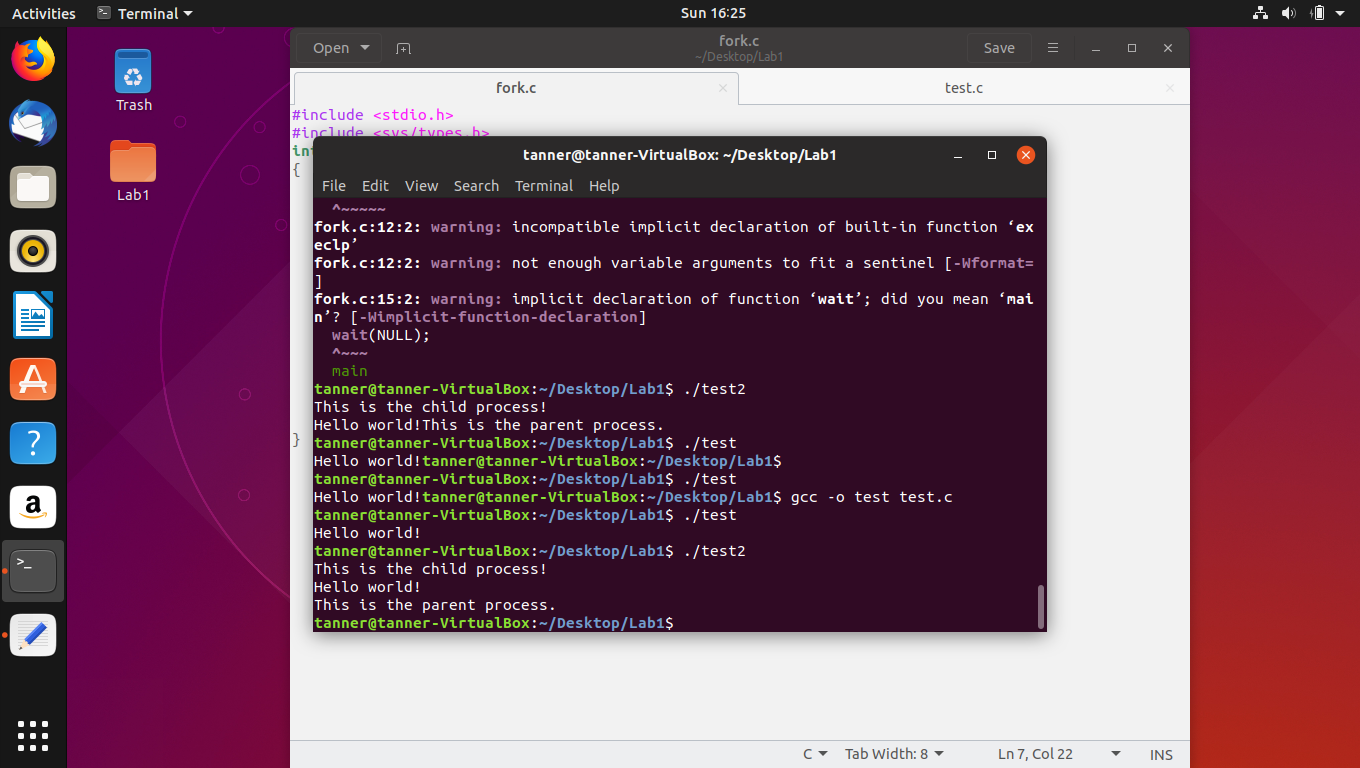 Activities
Terminal
Sun 16:25
Trash
Lab1
Open
fork.c
~/Desktop/Lab1
Save
fork.c
test.c
#include <stdio.h>
#include <sys/types.h>
{
}
tanner@tanner-VirtualBox: ~/Desktop/Lab1
File Edit View Search Terminal Help
^~~~~~
fork.c:12:2: warning: incompatible implicit declaration of built-in function ‘ex
eclp’
fork.c:12:2: warning: not enough variable arguments to fit a sentinel [-Wformat=
]
fork.c:15:2: warning: implicit declaration of function ‘wait’; did you mean ‘mai
n’? [-Wimplicit-function-declaration]
wait(NULL);
^~~~
main
tanner@tanner-VirtualBox:~/Desktop/Lab1$ ./test2
This is the child process!
Hello world!This is the parent process.
tanner@tanner-VirtualBox:~/Desktop/Lab1$ ./test
Hello world!tanner@tanner-VirtualBox:~/Desktop/Lab1$
tanner@tanner-VirtualBox:~/Desktop/Lab1$ ./test
Hello world!tanner@tanner-VirtualBox:~/Desktop/Lab1$ gcc -o test test.c
tanner@tanner-VirtualBox:~/Desktop/Lab1$ ./test
Hello world!
tanner@tanner-VirtualBox:~/Desktop/Lab1$ ./test2
This is the child process!
Hello world!
This is the parent process.
tanner@tanner-VirtualBox:~/Desktop/Lab1$
C
Tab Width: 8
Ln 7, Col 22
INS